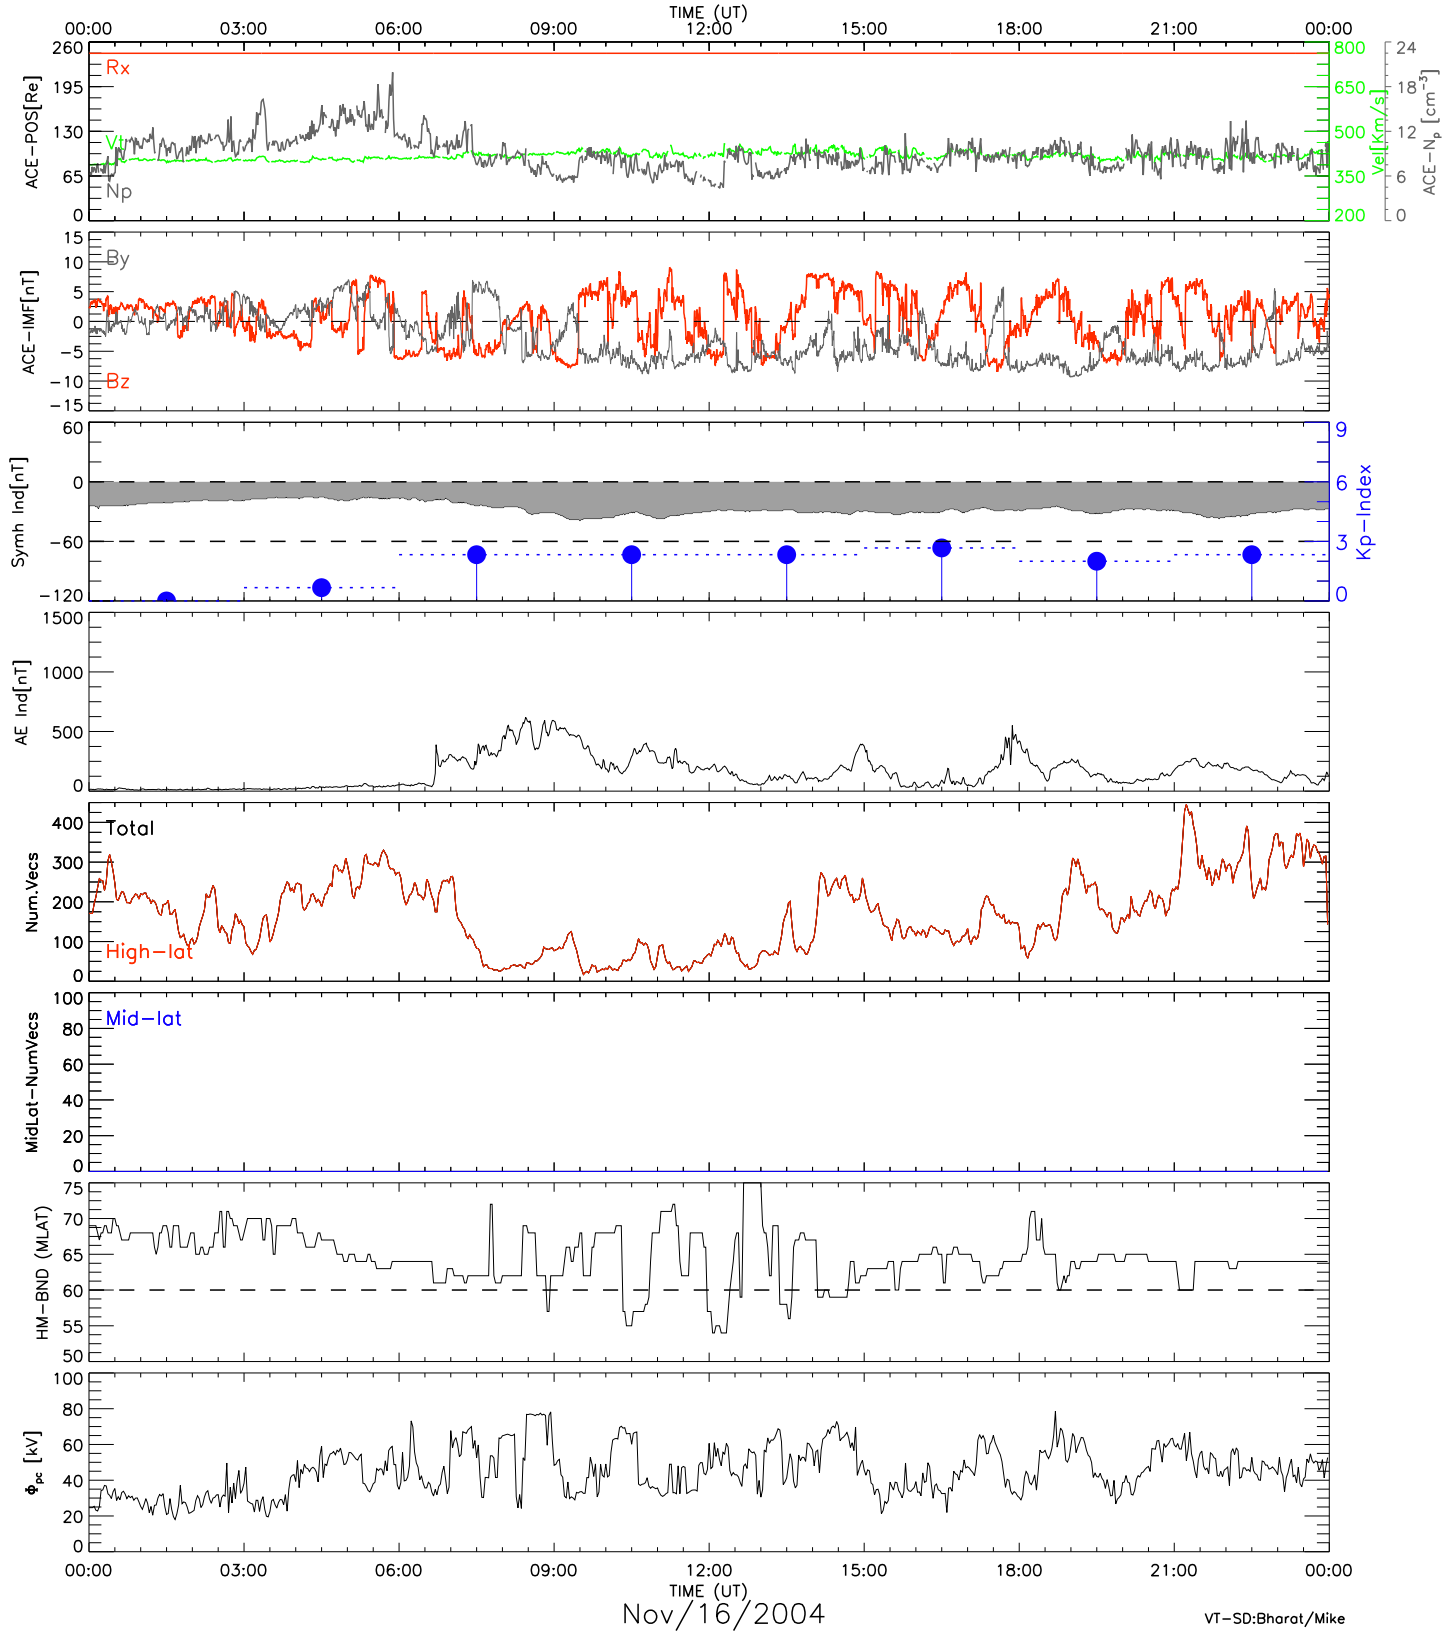 TIME (UT)
00:00 03:00 06:00 09:00 12:00 15:00 18:00 21:00 00:00
ACE-POS[Re]
260
195
130
65
0
Rx
Vt
Np
800
650
500
350
200
Vel[Km/s]
24
18
12
6
0
ACE-Np [cm-3]
ACE-IMF[nT]
15
10
5
0
-5
-10
-15
By
Bz
Symh Ind[nT]
60
0
-60
-120
9
6
3
0
Kp-Index
AE Ind[nT]
1500
1000
500
0
Num.Vecs
400
300
200
100
0
Total
High-lat
MidLat-NumVecs
100
80
60
40
20
0
Mid-lat
HM-BND (MLAT)
75
70
65
60
55
50
Φpc [kV]
100
80
60
40
20
0
00:00 03:00 06:00 09:00 12:00 15:00 18:00 21:00 00:00
TIME (UT)
Nov/16/2004
VT-SD:Bharat/Mike